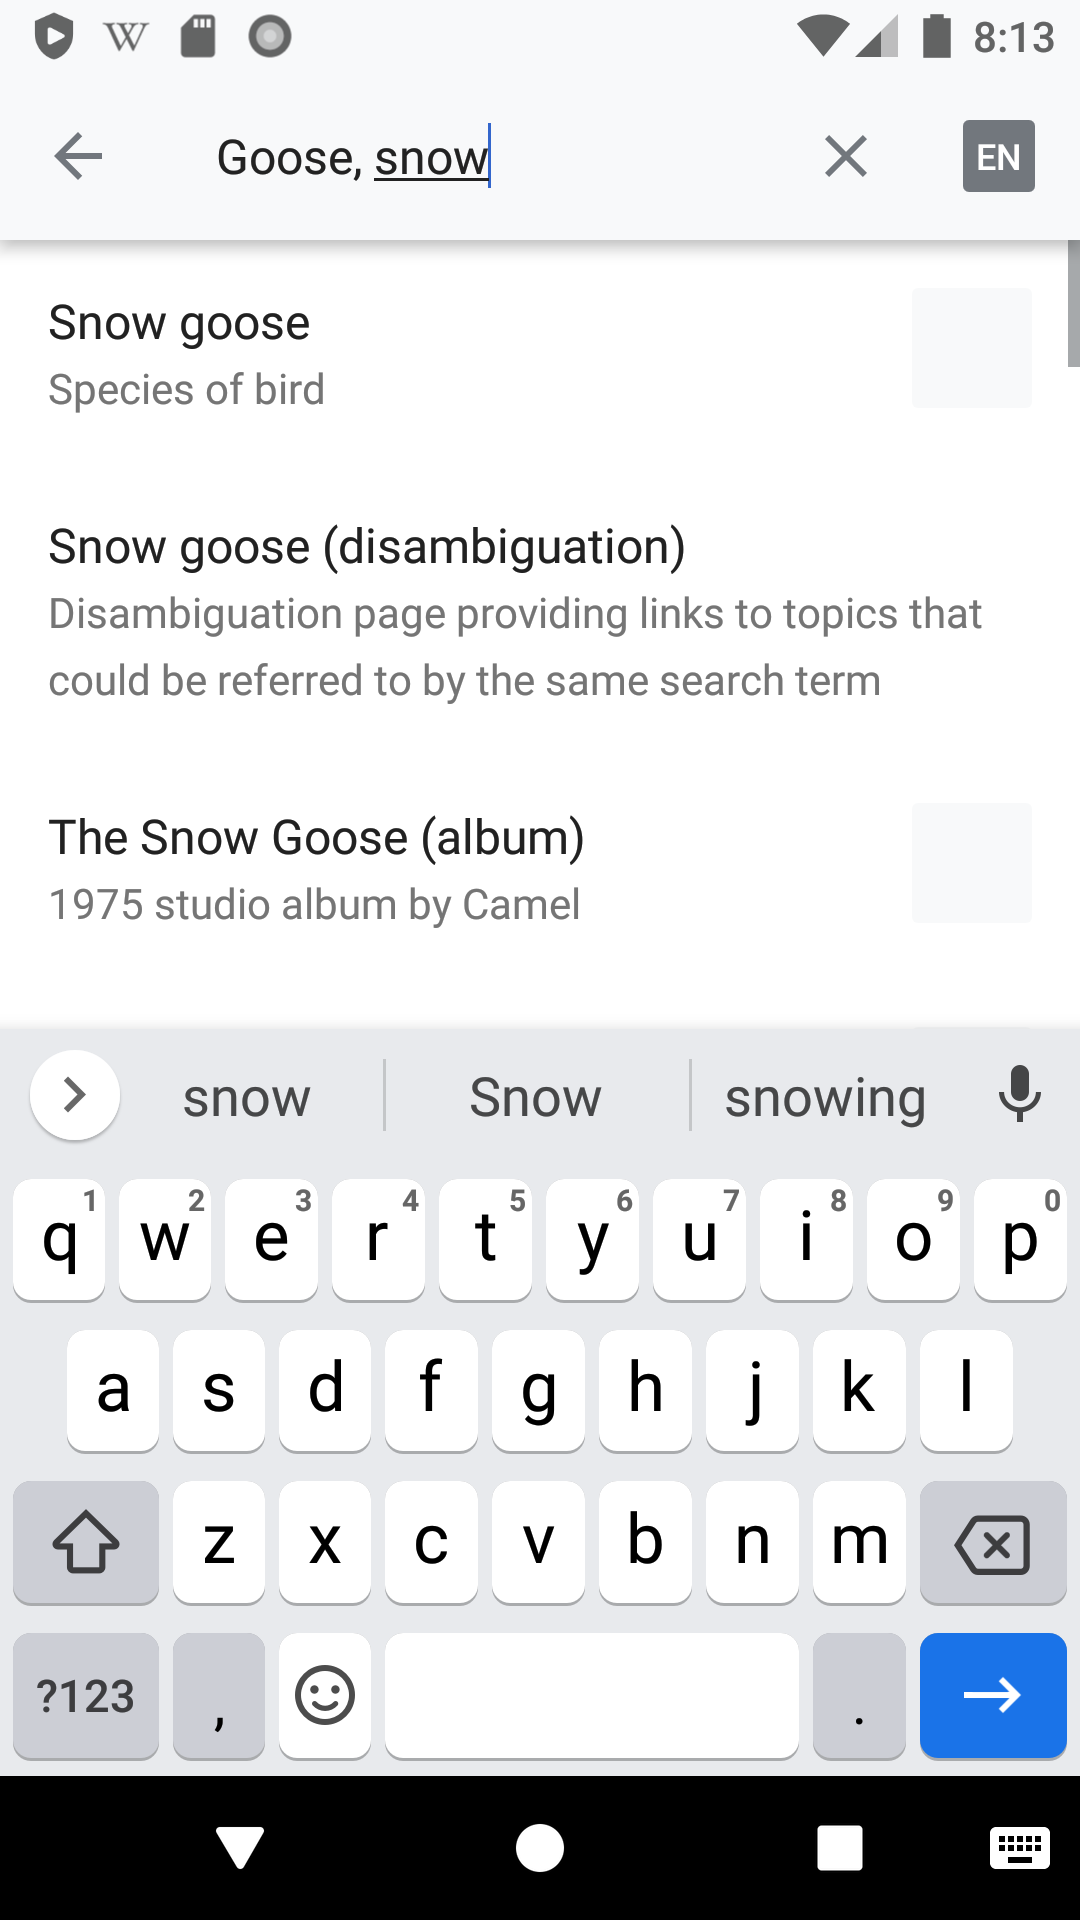 W
8:13
Goose, snow
EN
Snow goose
Species of bird
Snow goose (disambiguation)
Disambiguation page providing links to topics that
could be referred to by the same search term
The Snow Goose (album)
1975 studio album by Camel
snow Snow snowing
1 2 3 4 5 6 7 8 9 0
q w e r t y u i o p
a s d f g h j k l
z x c v b n m
?123 , .